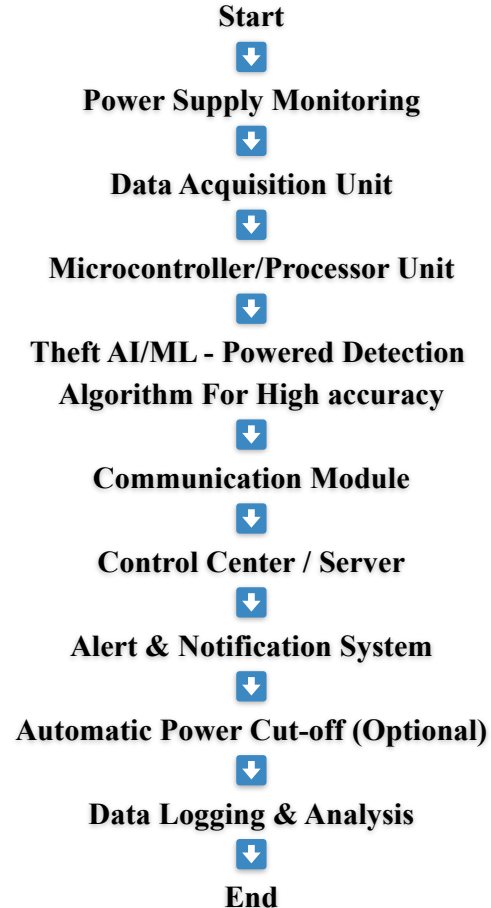 Start
Power Supply Monitoring
Data Acquisition Unit
Microcontroller/Processor Unit
Theft AI/ML - Powered Detection
Algorithm For High accuracy
Communication Module
Control Center / Server
Alert & Notification System
Automatic Power Cut-off (Optional)
Data Logging & Analysis
End